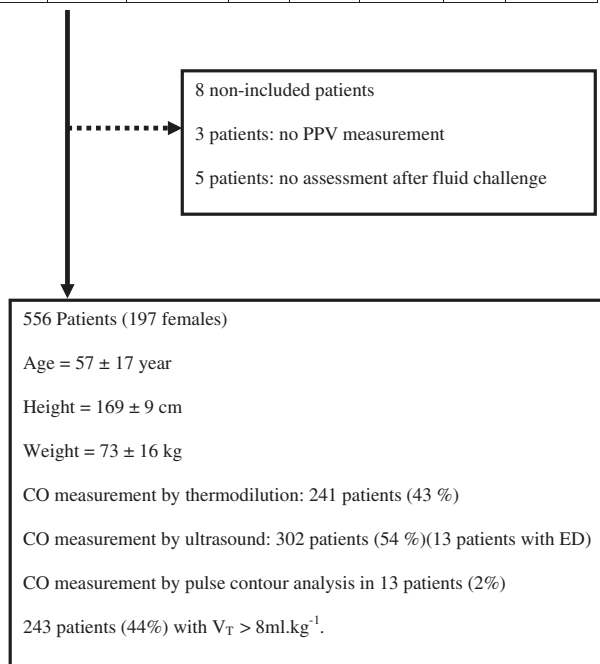 8 non-included patients
3 patients: no PPV measurement
5 patients: no assessment after fluid challenge
556 Patients (197 females)
Age = 57 ± 17 year
Height = 169 ± 9 cm
Weight = 73 ± 16 kg
CO measurement by thermodilution: 241 patients (43 %)
CO measurement by ultrasound: 302 patients (54 %)(13 patients with ED)
CO measurement by pulse contour analysis in 13 patients (2%)
243 patients (44%) with V_T > 8ml.kg⁻¹.